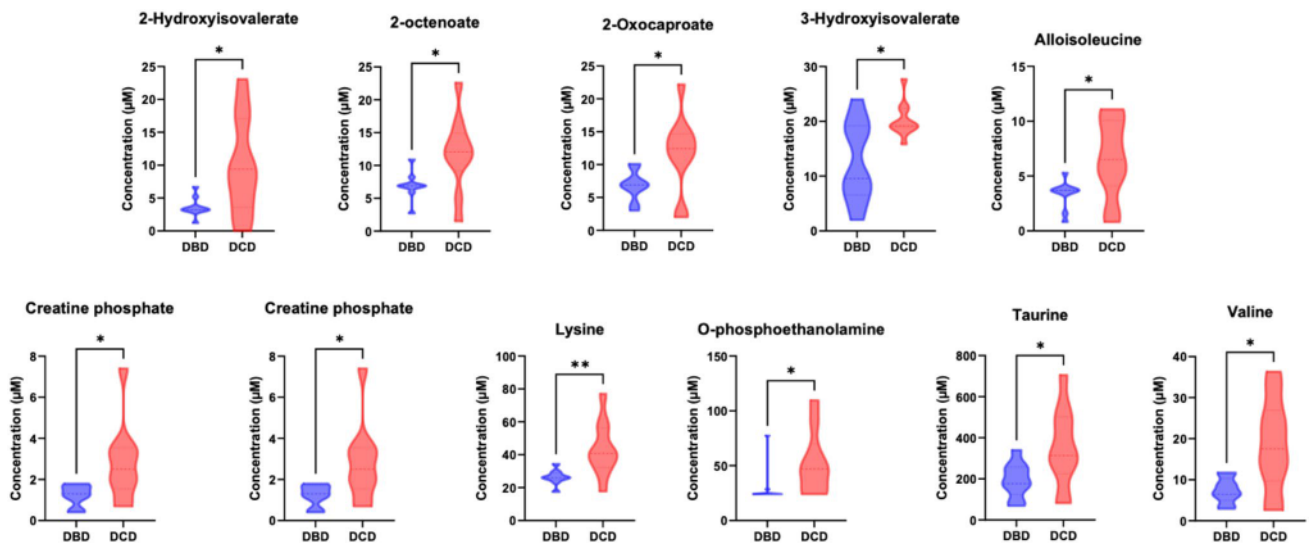 2-Hydroxyisovalerate
*
Concentration (µM)
25
20
15
10
5
0
DBD DCD
2-octenoate
*
Concentration (µM)
25
20
15
10
5
0
DBD DCD
2-Oxocaproate
*
Concentration (µM)
25
20
15
10
5
0
DBD DCD
3-Hydroxyisovalerate
*
Concentration (µM)
30
20
10
0
DBD DCD
Alloisoleucine
*
Concentration (µM)
15
10
5
0
DBD DCD
Creatine phosphate
*
Concentration (µM)
8
6
4
2
0
DBD DCD
Creatine phosphate
*
Concentration (µM)
8
6
4
2
0
DBD DCD
Lysine
**
Concentration (µM)
100
80
60
40
20
0
DBD DCD
O-phosphoethanolamine
*
Concentration (µM)
150
100
50
0
DBD DCD
Taurine
*
Concentration (µM)
800
600
400
200
0
DBD DCD
Valine
*
Concentration (µM)
40
30
20
10
0
DBD DCD